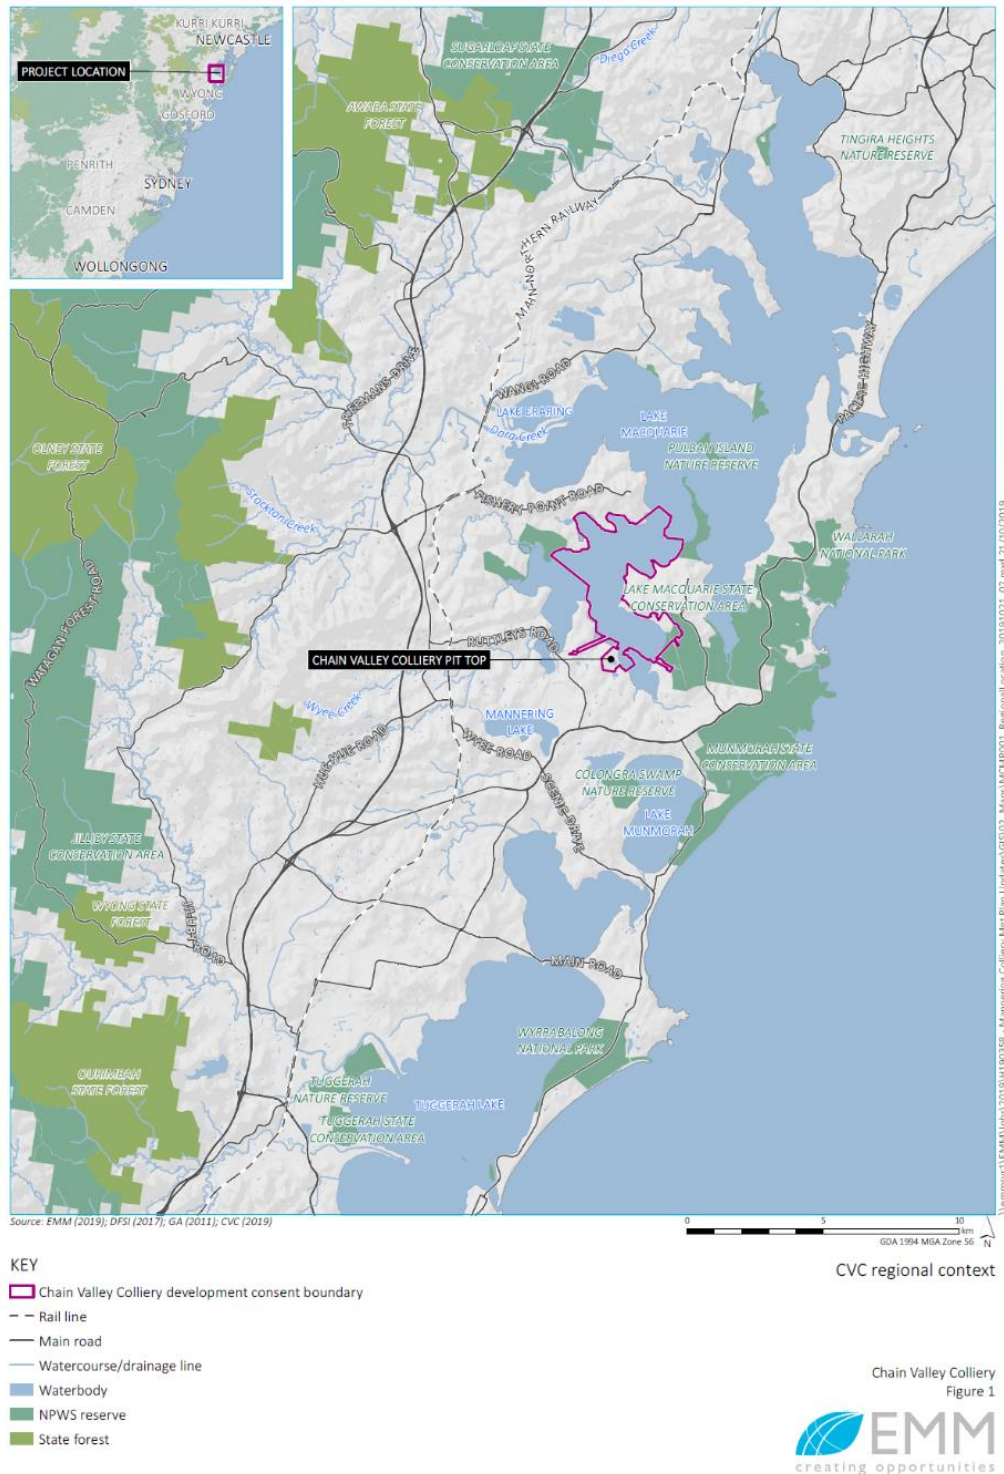 KURRI KURRI
NEWCASTLE
PROJECT LOCATION
WYONG
GOSFORD
PENRITH
SYDNEY
CAMDEN
WOLLONGONG
SUGARLOAF STATE
CONSERVATION AREA
Diega Creek
AWABA STATE
FOREST
TINGIRA HEIGHTS
NATURE RESERVE
MAIN NORTHERN RAILWAY
FREEMANS DRIVE
PACIFIC HIGHWAY
WANGI ROAD
LAKE ERARING
Dora Creek
LAKE
MACQUARIE
PULBAH ISLAND
NATURE RESERVE
OLNEY STATE
FOREST
Stockton Creek
FISHERY POINT ROAD
WALLARAH
NATIONAL PARK
WATAGAN FOREST ROAD
LAKE MACQUARIE STATE
CONSERVATION AREA
RUTTLEYS ROAD
CHAIN VALLEY COLLIERY PIT TOP
Wyee Creek
MANNERING
LAKE
HUE HUE ROAD
WYEE ROAD
MUNMORAH STATE
CONSERVATION AREA
COLONGRA SWAMP
NATURE RESERVE
SCENIC DRIVE
LAKE
MUNMORAH
JILLIBY STATE
CONSERVATION AREA
WYONG STATE
FOREST
JILLIBY ROAD
MAIN ROAD
WYRRABALONG
NATIONAL PARK
OURIMBAH
STATE FOREST
TUGGERAH
NATURE RESERVE
TUGGERAH LAKE
TUGGERAH STATE
CONSERVATION AREA
Source: EMM (2019); DFSI (2017); GA (2011); CVC (2019)
0 5 10
km
GDA 1994 MGA Zone 56
N
KEY
CVC regional context
Chain Valley Colliery development consent boundary
Rail line
Main road
Watercourse/drainage line
Waterbody
NPWS reserve
State forest
Chain Valley Colliery
Figure 1
EMM
creating opportunities